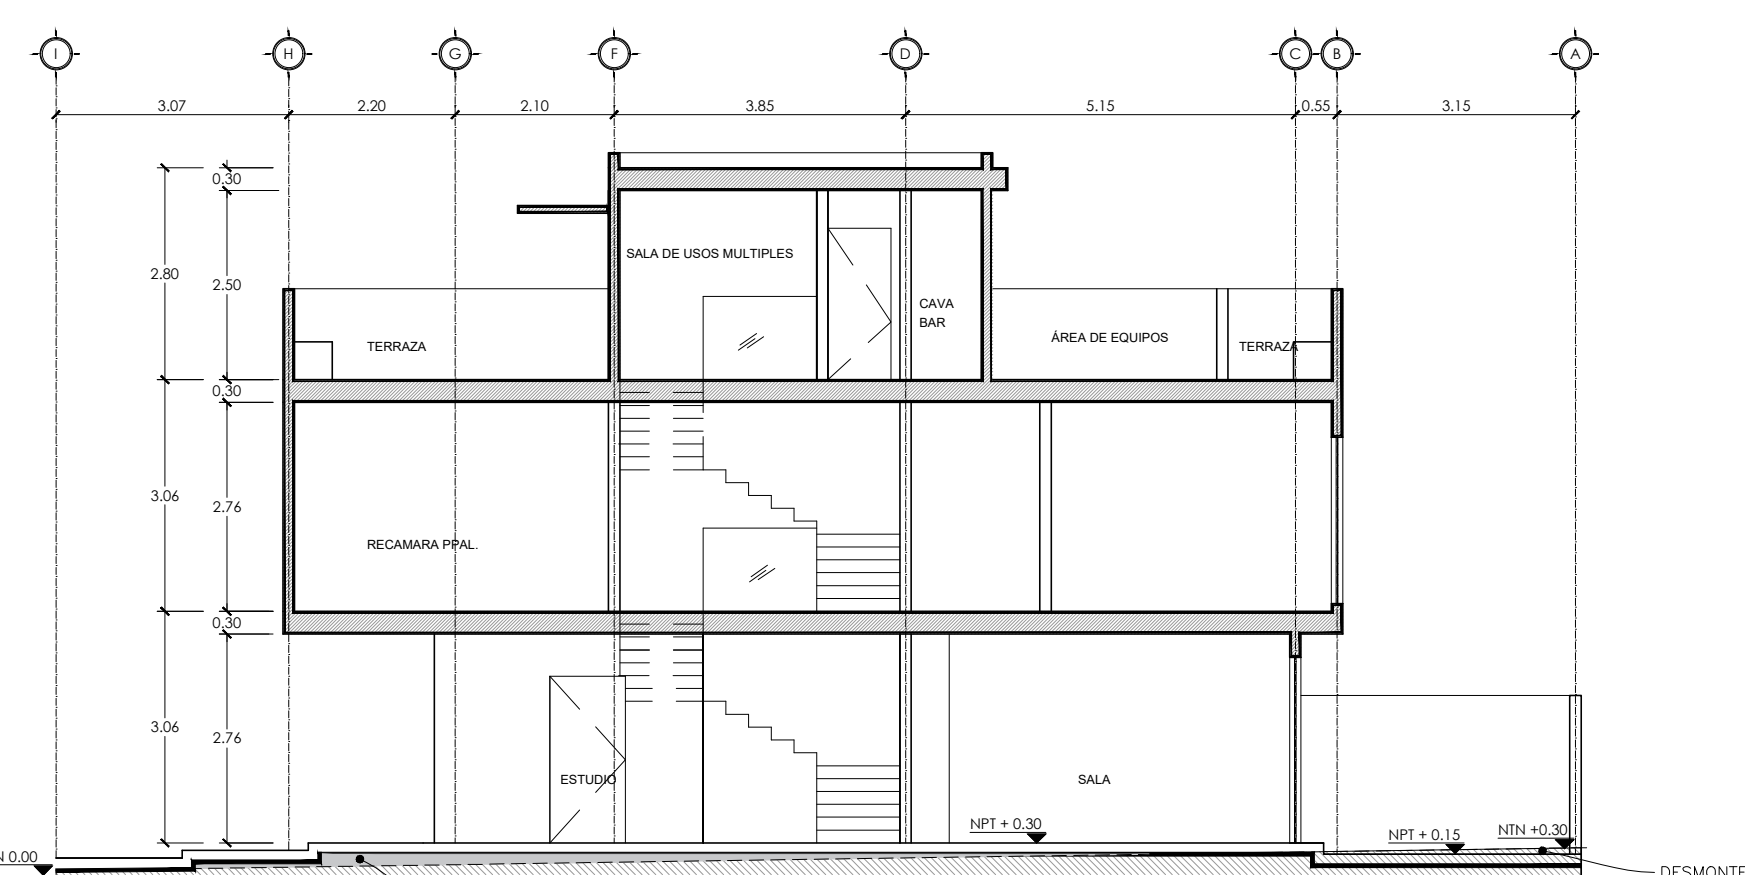 I
H
G
F
D
C
B
A
3.07
2.20
2.10
3.85
5.15
0.55
3.15
0.30
2.80
2.50
SALA DE USOS MULTIPLES
CAVA
BAR
TERRAZA
ÁREA DE EQUIPOS
TERRAZA
0.30
3.06
2.76
RECAMARA PPAL.
0.30
3.06
2.76
ESTUDIO
SALA
NPT + 0.30
NPT + 0.15
NTN +0.30
N 0.00
DESMONTE